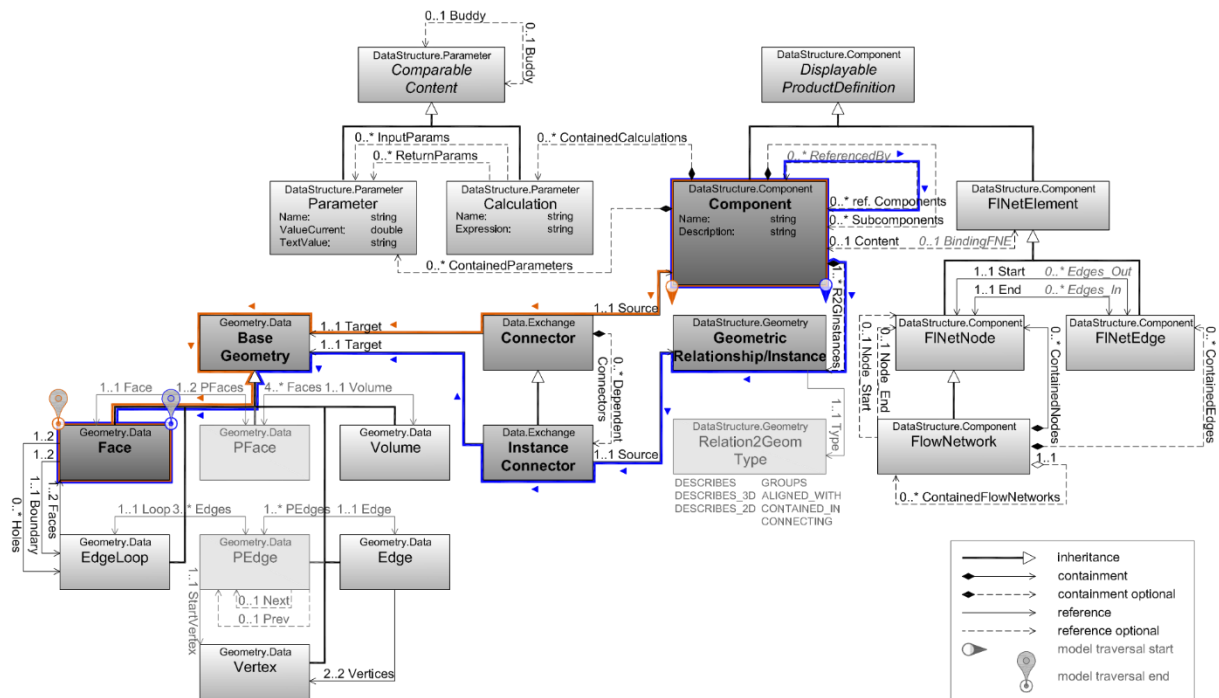 0..1 Buddy
0..1 Buddy
DataStructure.Parameter
Comparable
Content
DataStructure.Component
Displayable
ProductDefinition
0..* InputParams
0..* ReturnParams
0..* ContainedCalculations
0..* ReferencedBy
DataStructure.Parameter
Parameter
Name: string
ValueCurrent: double
TextValue: string
DataStructure.Parameter
Calculation
Name: string
Expression: string
DataStructure.Component
Component
Name: string
Description: string
0..* ref. Components
0..* Subcomponents
0..1 Content
0..1 BindingFNE
DataStructure.Component
FlNetElement
0..* ContainedParameters
1..* R2GInstances
1..1 Start
0..* Edges_Out
1..1 End
0..* Edges_In
1..1 Source
1..1 Target
1..1 Target
Geometry.Data
Base
Geometry
Data.Exchange
Connector
DataStructure.Geometry
Geometric
Relationship/Instance
DataStructure.Component
FlNetNode
DataStructure.Component
FlNetEdge
0..1 Node_Start
0..1 Node_End
0..* ContainedNodes
0..* ContainedEdges
0..* Dependent
Connectors
1..1 Type
1..1 Face
1..2 PFaces
4..* Faces
1..1 Volume
Geometry.Data
Face
Geometry.Data
PFace
Geometry.Data
Volume
Data.Exchange
Instance
Connector
1..1 Source
DataStructure.Geometry
Relation2Geom
Type
DESCRIBES GROUPS
DESCRIBES_3D ALIGNED_WITH
DESCRIBES_2D CONTAINED_IN
CONNECTING
DataStructure.Component
FlowNetwork
1..1
0..* ContainedFlowNetworks
1..2
1..2
0..* Holes
1..1 Boundary
1..2 Faces
1..1 Loop
3..* Edges
1..* PEdges
1..1 Edge
Geometry.Data
EdgeLoop
Geometry.Data
PEdge
Geometry.Data
Edge
0..1 Next
0..1 Prev
1..1 StartVertex
Geometry.Data
Vertex
2..2 Vertices
inheritance
containment
containment optional
reference
reference optional
model traversal start
model traversal end